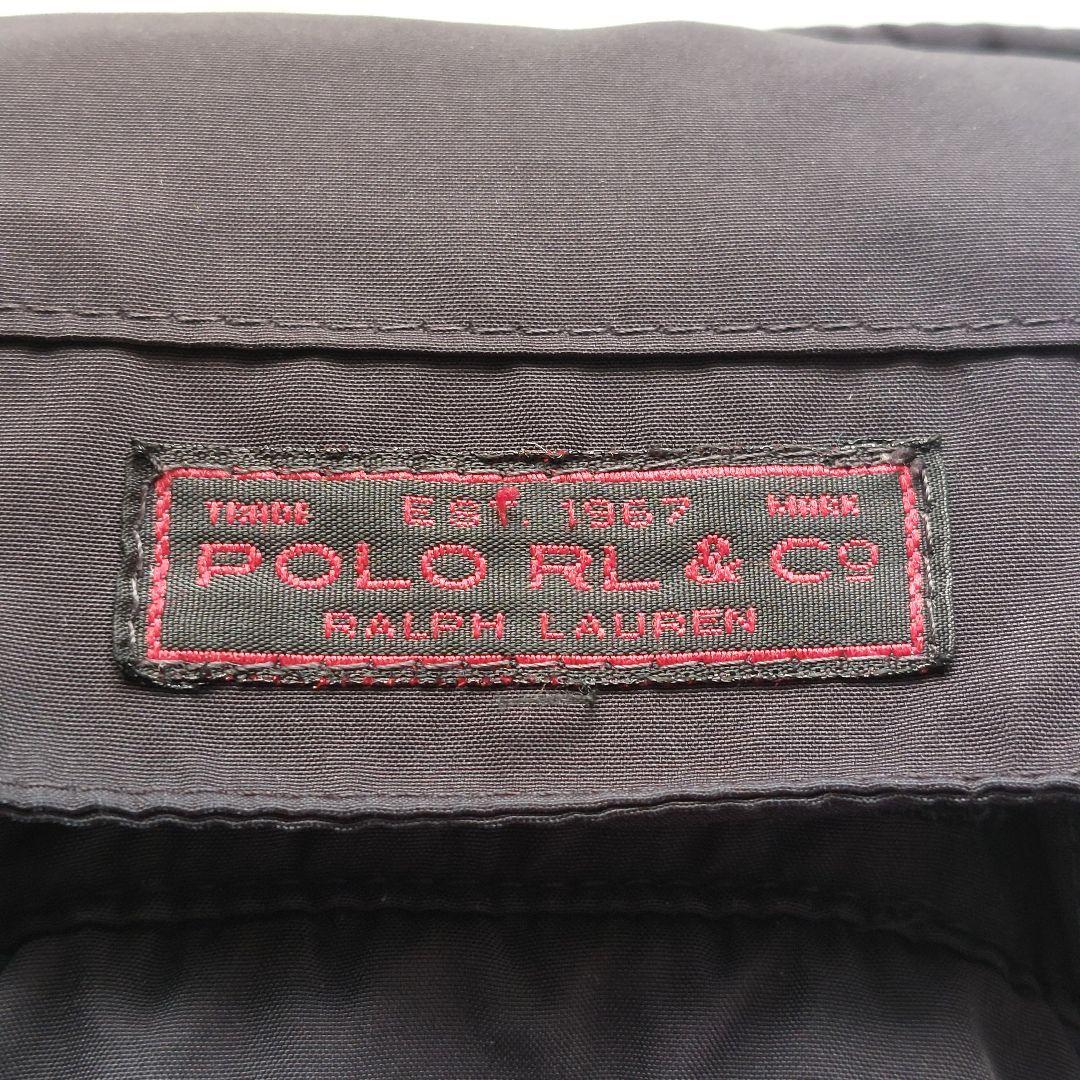 TRADE EST. 1967 MARK
POLO RL & Cº
RALPH LAUREN